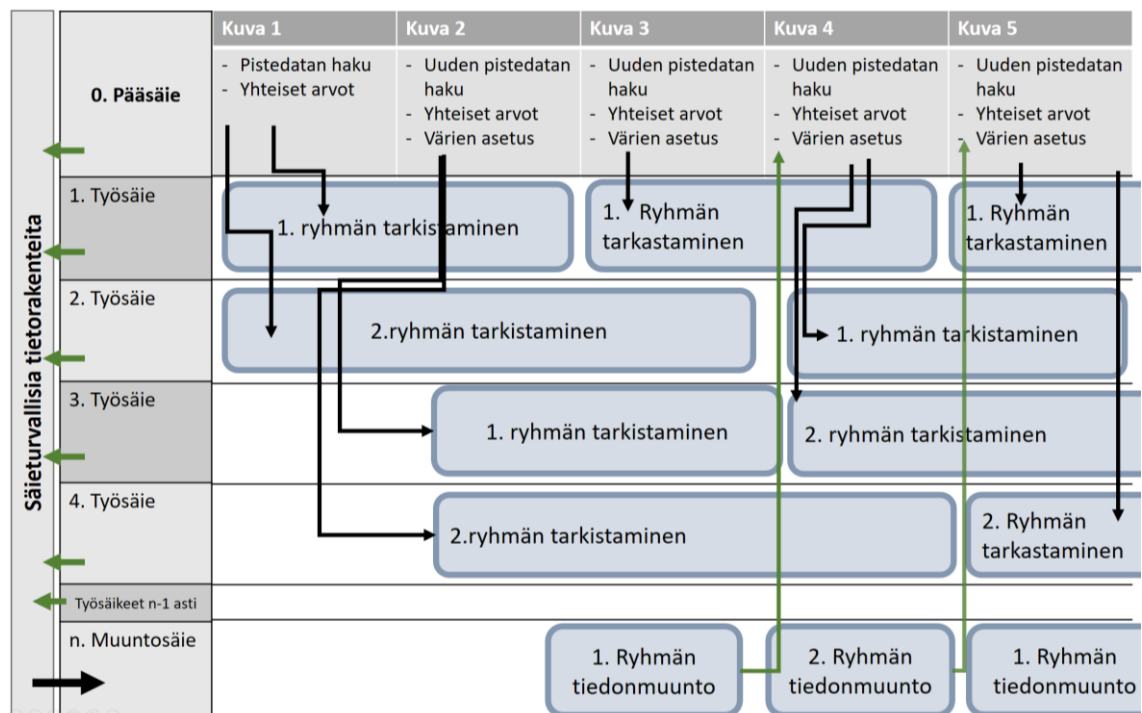 Säieturvallisia tietorakenteita
Kuva 1
Kuva 2
Kuva 3
Kuva 4
Kuva 5
0. Pääsäie
- Pistedatan haku
- Yhteiset arvot
- Uuden pistedatan
haku
- Yhteiset arvot
- Värien asetus
- Uuden pistedatan
haku
- Yhteiset arvot
- Värien asetus
- Uuden pistedatan
haku
- Yhteiset arvot
- Värien asetus
- Uuden pistedatan
haku
- Yhteiset arvot
- Värien asetus
1. Työsäie
1. ryhmän tarkistaminen
1. Ryhmän
tarkastaminen
1. Ryhmän
tarkastaminen
2. Työsäie
2.ryhmän tarkistaminen
1. ryhmän tarkistaminen
3. Työsäie
1. ryhmän tarkistaminen
2. ryhmän tarkistaminen
4. Työsäie
2.ryhmän tarkistaminen
2. Ryhmän
tarkastaminen
Työsäikeet n-1 asti
n. Muuntosäie
1. Ryhmän
tiedonmuunto
2. Ryhmän
tiedonmuunto
1. Ryhmän
tiedonmuunto